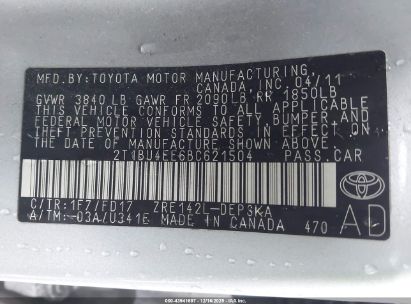 MFD.BY:TOYOTA MOTOR MANUFACTURING
CANADA, INC. 04/11
GVWR 3840LB GAWR FR 2090LB RR 1850LB
THIS VEHICLE CONFORMS TO ALL APPLICABLE
FEDERAL MOTOR VEHICLE SAFETY, BUMPER,
AND THEFT PREVENTION STANDARDS IN EFFECT ON
THE DATE OF MANUFACTURE SHOWN ABOVE.
2T1BU4EE6BC621504 PASS.CAR
C/TR:1F7/FD17 ZRE142L-DEPSKA
A/TM:-03A/U341E MADE IN CANADA 470
AD